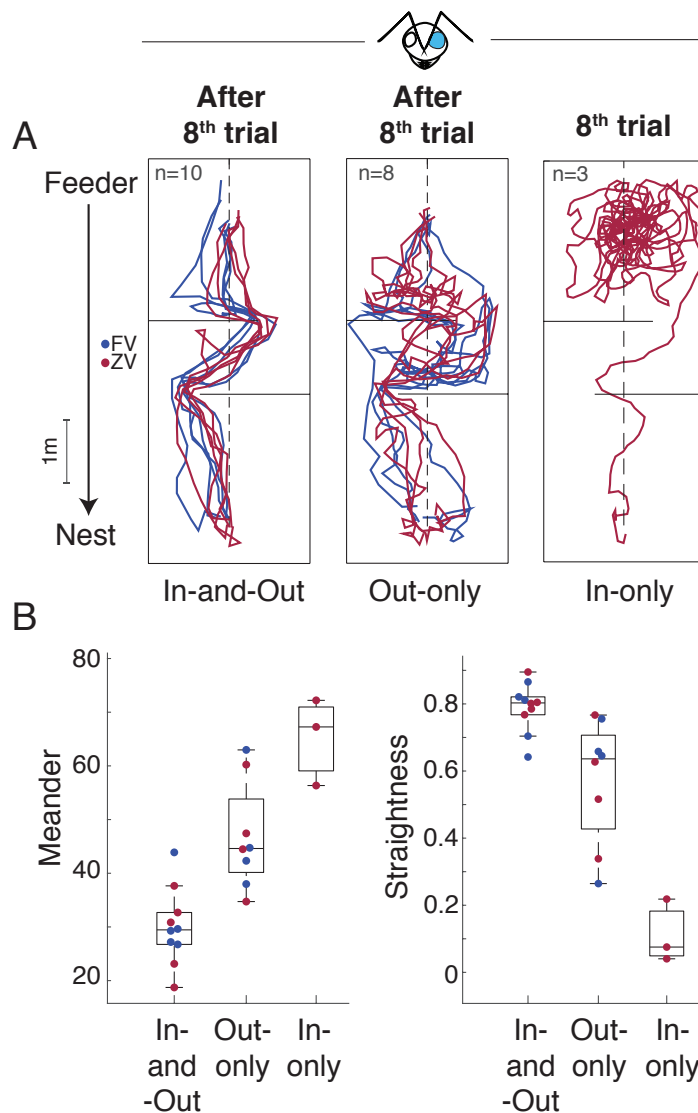 After
8th trial
After
8th trial
8th trial
A
n=10
n=8
n=3
Feeder
FV
ZV
1m
Nest
In-and-Out
Out-only
In-only
B
80
60
40
20
Meander
In-
and
-Out
Out-
only
In-
only
0.8
0.6
0.4
0.2
0
Straightness
In-
and
-Out
Out-
only
In-
only